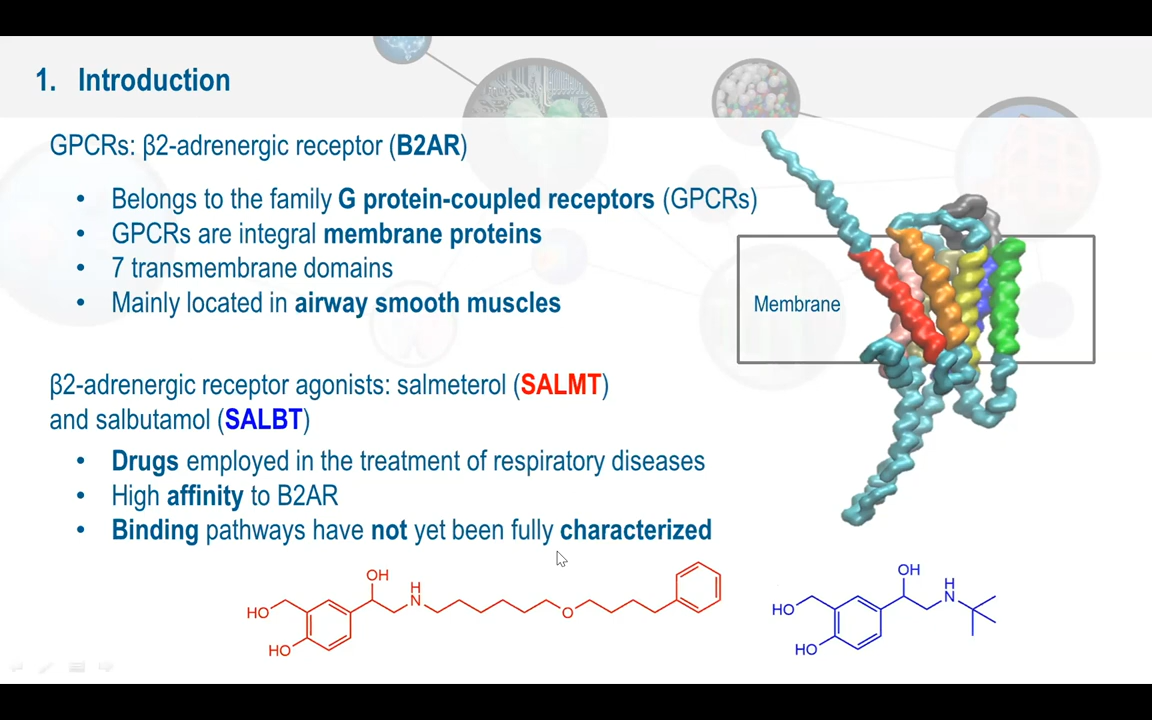 1. Introduction
GPCRs: β2-adrenergic receptor (B2AR)
• Belongs to the family G protein-coupled receptors (GPCRs)
• GPCRs are integral membrane proteins
• 7 transmembrane domains
• Mainly located in airway smooth muscles
Membrane
β2-adrenergic receptor agonists: salmeterol (SALMT)
and salbutamol (SALBT)
• Drugs employed in the treatment of respiratory diseases
• High affinity to B2AR
• Binding pathways have not yet been fully characterized
OH
H
N
HO
O
HO
OH
H
N
HO
HO